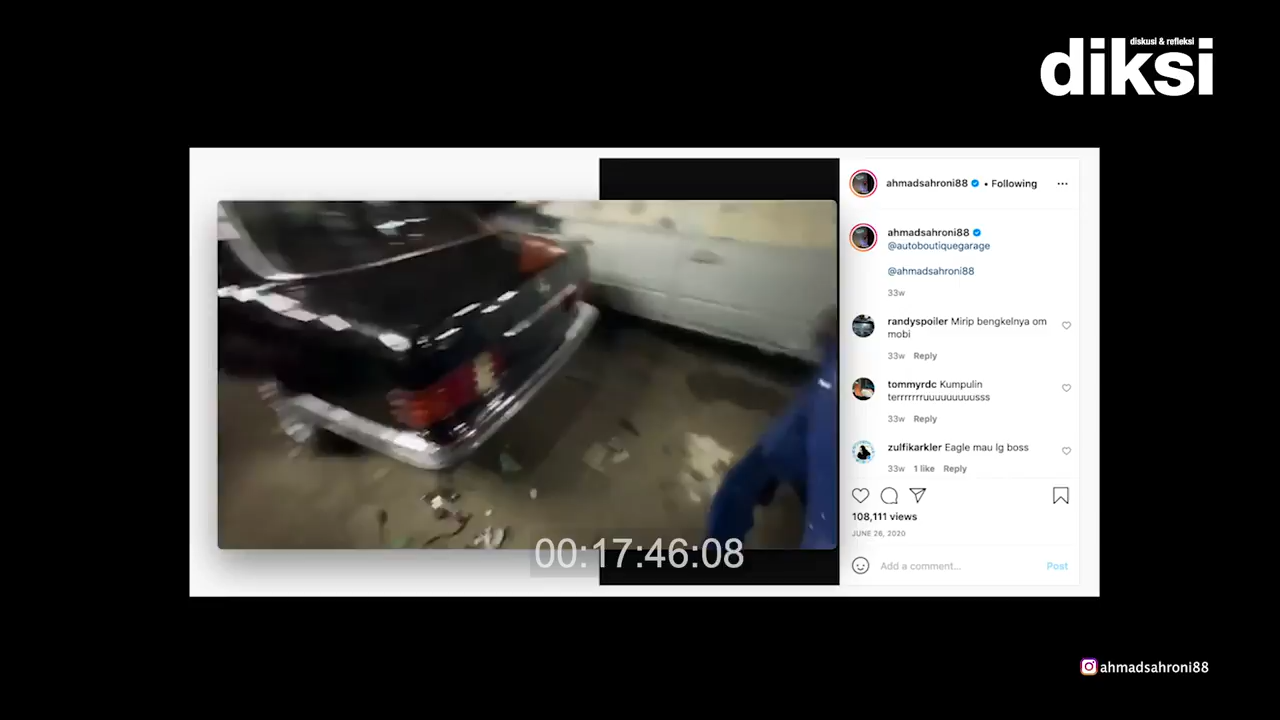 diskusi & refleksi
diksi
ahmadsahroni88 • Following
ahmadsahroni88
@autoboutiquegarage
@ahmadsahroni88
33w
randyspoiler Mirip bengkelnya om
mobi
33w Reply
tommyrdc Kumpulin
terrrrrrruuuuuuuuusss
33w Reply
zulfikarkler Eagle mau lg boss
33w 1 like Reply
108,111 views
JUNE 26, 2020
Add a comment... Post
00:17:46:08
ahmadsahroni88